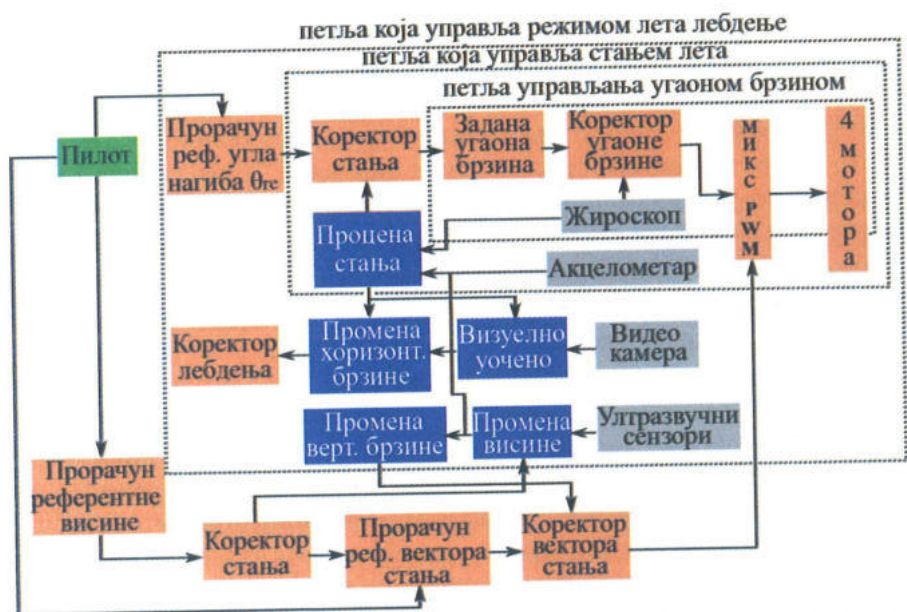 петља која управља режимом лета лебдење
петља која управља стањем лета
петља управљања угаоном брзином
Пилот
Прорачун
реф. угла
нагиба θre
Коректор
стања
Задана
угаона
брзина
Коректор
угаоне
брзине
микс PWM
4 мотора
Жироскоп
Процена
стања
Акцелометар
Коректор
лебдења
Промена
хоризонт.
брзине
Визуелно
уочено
Видео
камера
Промена
верт. брзине
Промена
висине
Ултразвучни
сензори
Прорачун
референтне
висине
Коректор
стања
Прорачун
реф. вектора
стања
Коректор
вектора
стања